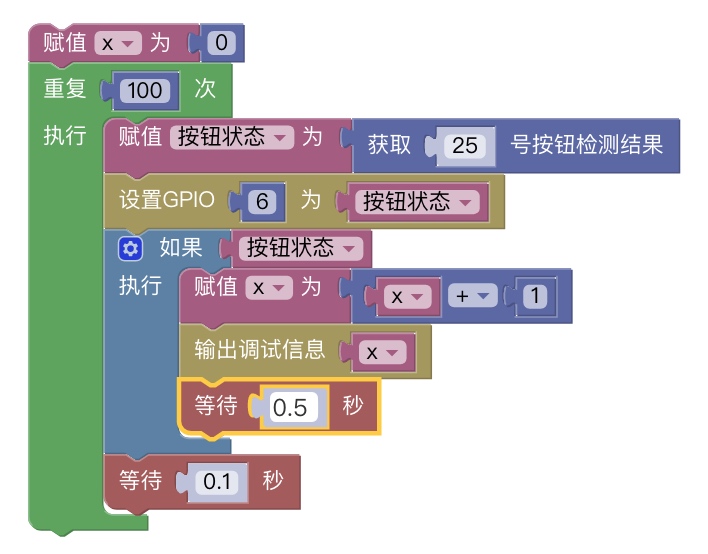 赋值 x 为 0
重复 100 次
执行 赋值 按钮状态 为 获取 25 号按钮检测结果
设置GPIO 6 为 按钮状态
如果 按钮状态
执行 赋值 x 为 x + 1
输出调试信息 x
等待 0.5 秒
等待 0.1 秒